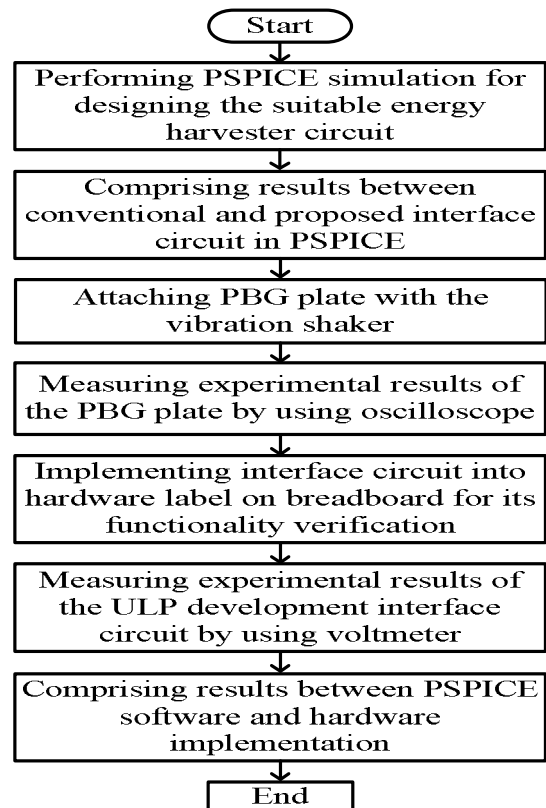 Start
Performing PSPICE simulation for
designing the suitable energy
harvester circuit
Comprising results between
conventional and proposed interface
circuit in PSPICE
Attaching PBG plate with the
vibration shaker
Measuring experimental results of
the PBG plate by using oscilloscope
Implementing interface circuit into
hardware label on breadboard for its
functionality verification
Measuring experimental results of
the ULP development interface
circuit by using voltmeter
Comprising results between PSPICE
software and hardware
implementation
End